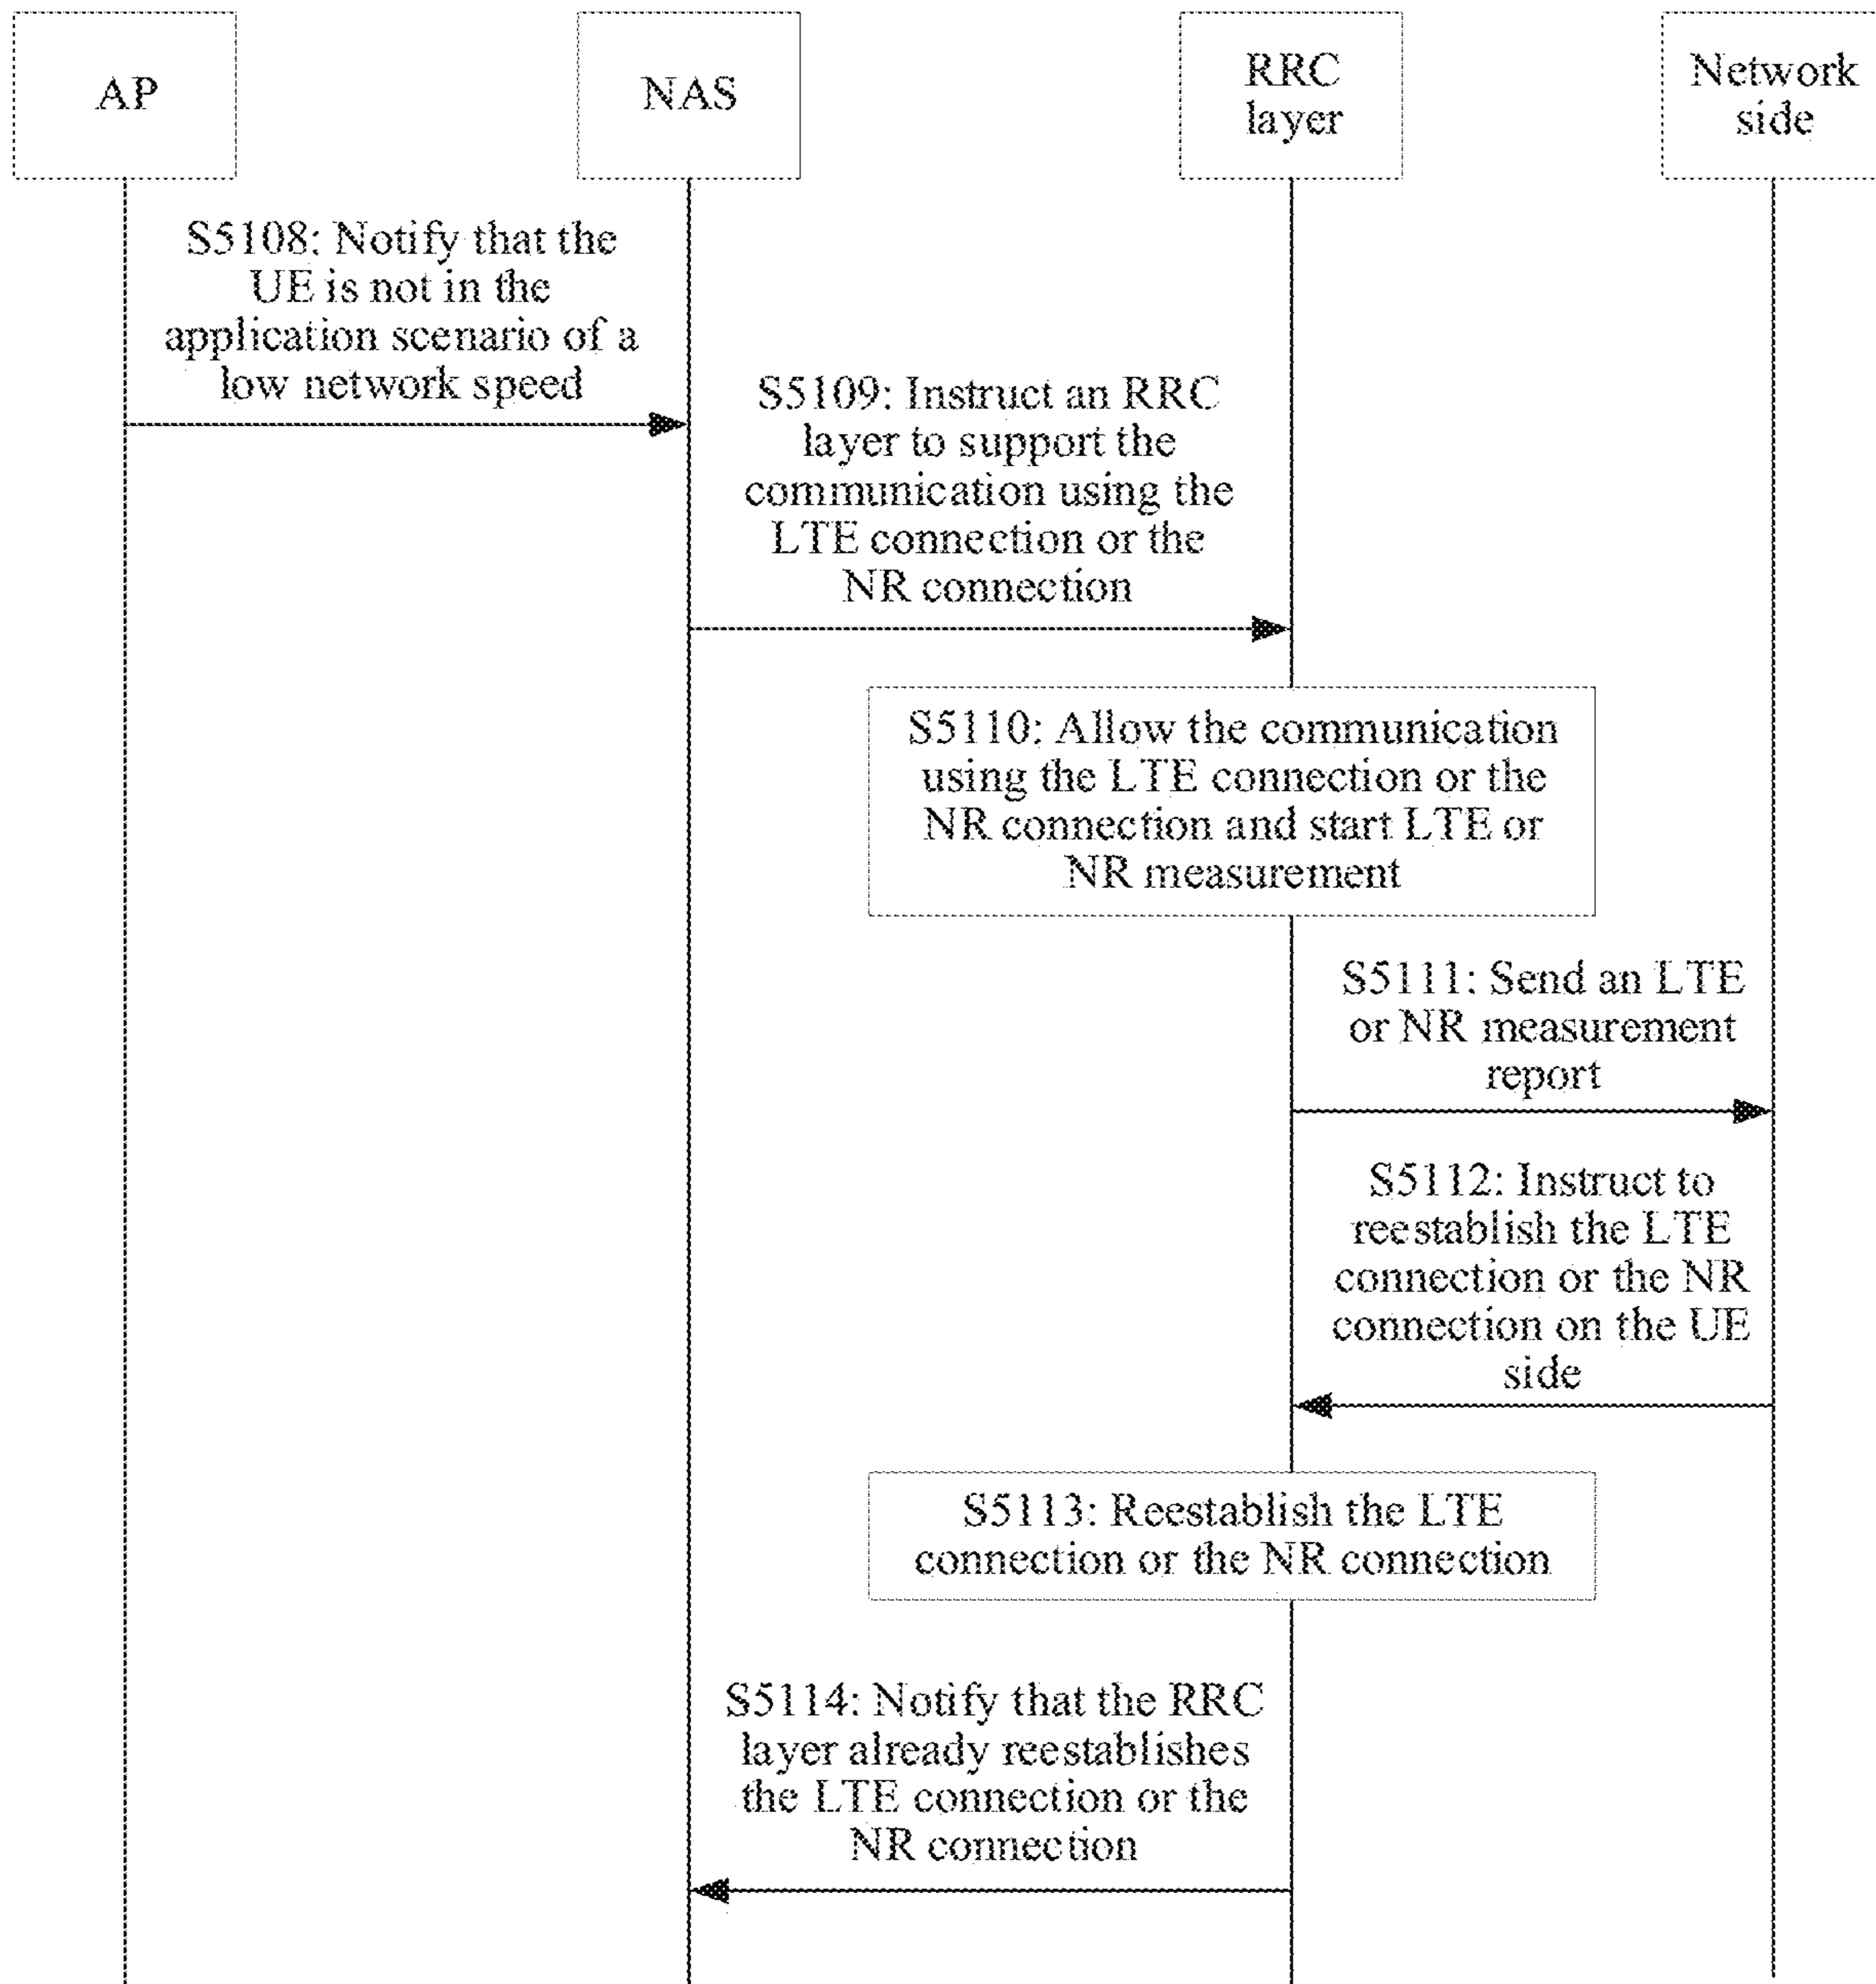 AP
NAS
RRC
layer
Network
side
S5108: Notify that the
UE is not in the
application scenario of a
low network speed
S5109: Instruct an RRC
layer to support the
communication using the
LTE connection or the
NR connection
S5110: Allow the communication
using the LTE connection or the
NR connection and start LTE or
NR measurement
S5111: Send an LTE
or NR measurement
report
S5112: Instruct to
reestablish the LTE
connection or the NR
connection on the UE
side
S5113: Reestablish the LTE
connection or the NR connection
S5114: Notify that the RRC
layer already reestablishes
the LTE connection or the
NR connection